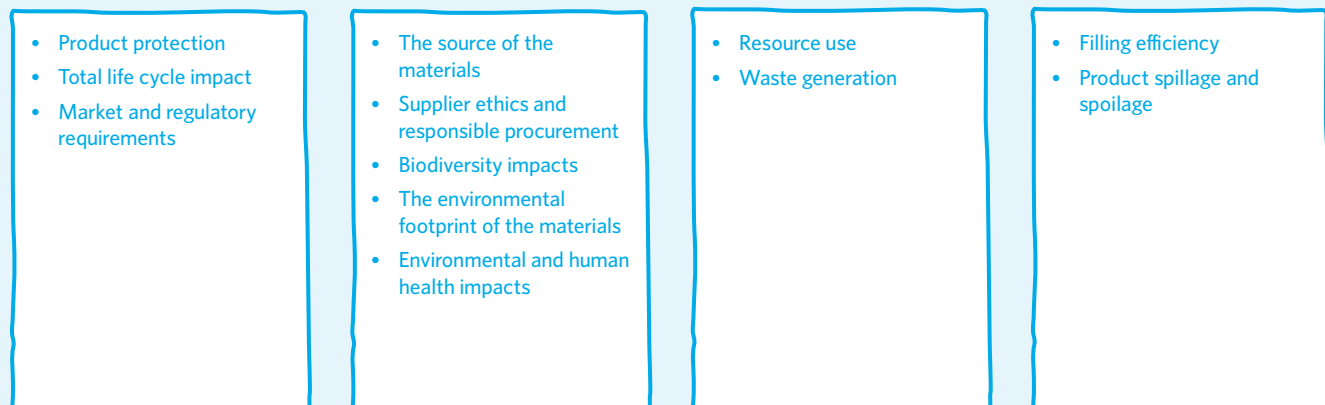 • Product protection
• Total life cycle impact
• Market and regulatory
requirements
• The source of the
materials
• Supplier ethics and
responsible procurement
• Biodiversity impacts
• The environmental
footprint of the materials
• Environmental and human
health impacts
• Resource use
• Waste generation
• Filling efficiency
• Product spillage and
spoilage